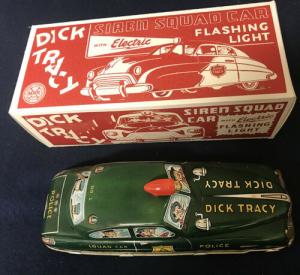 DICK TRACY
SIREN SQUAD CAR
WITH Electric
FLASHING LIGHT
MARX
DICK TRACY
SIREN SQUAD CAR
WITH Electric
FLASHING LIGHT
DICK TRACY
DICK TRACY
POLICE
SQUAD CAR
POLICE